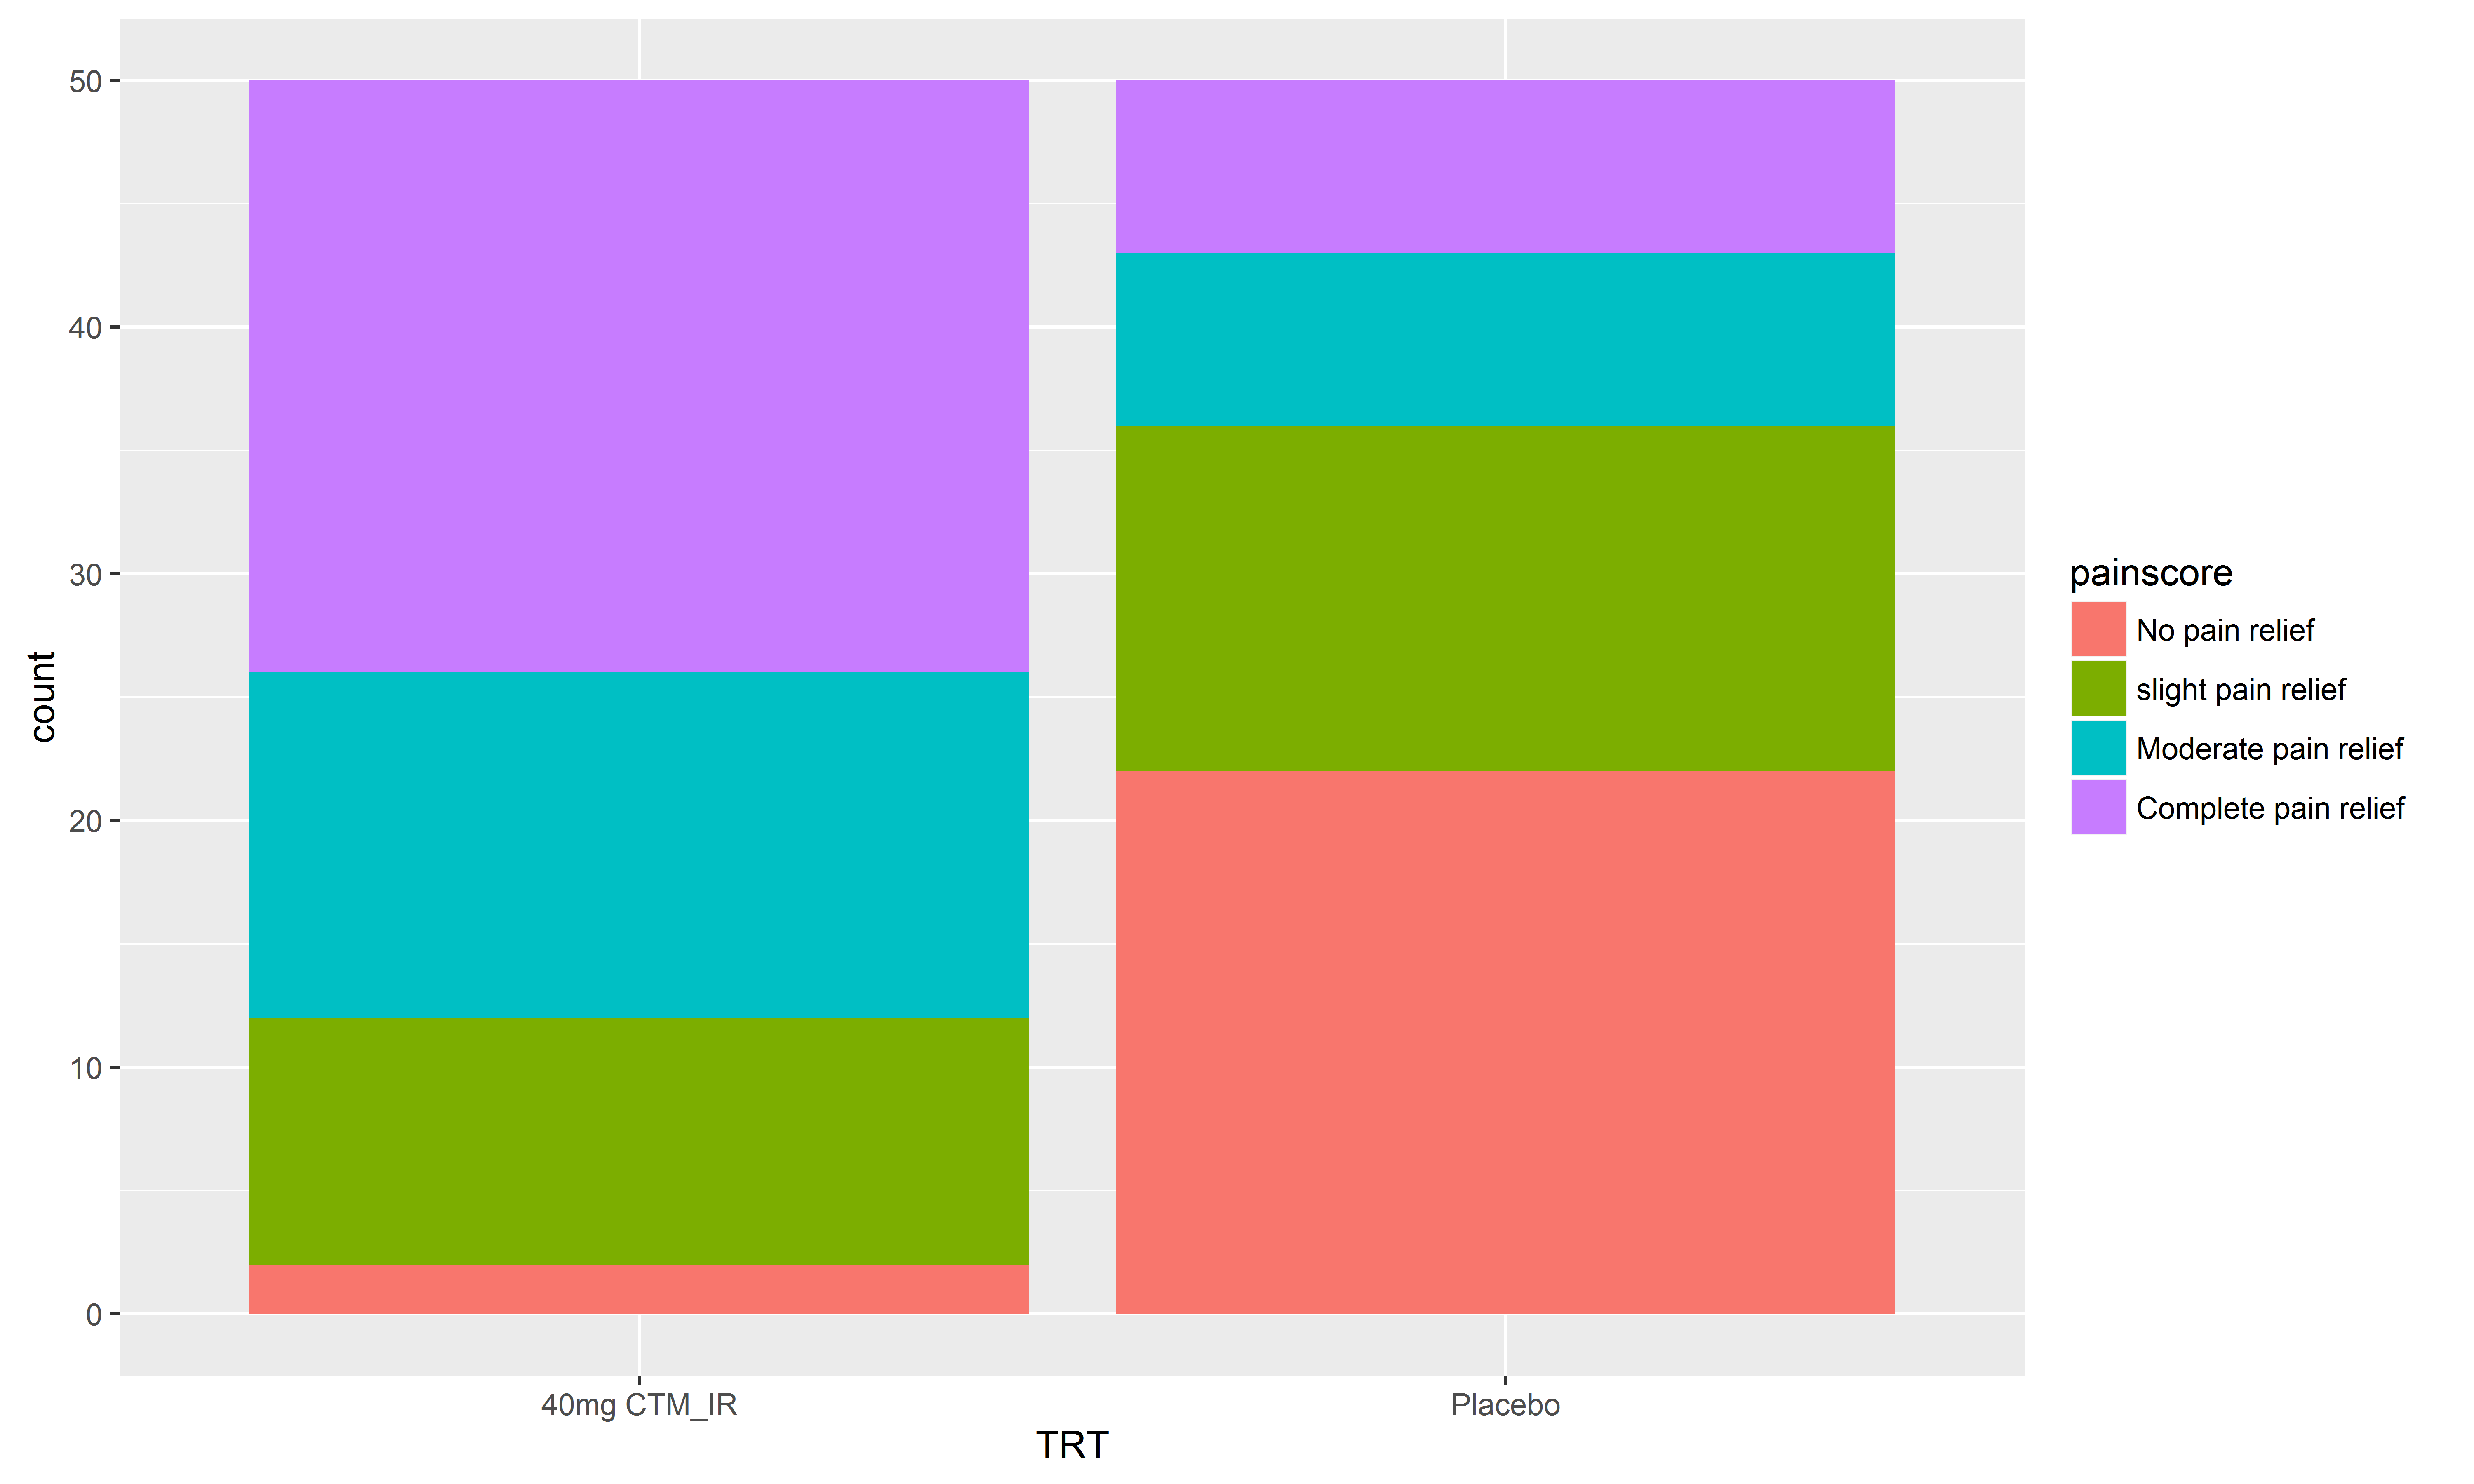 count
50
40
30
20
10
0
40mg CTM_IR
Placebo
TRT
painscore
No pain relief
slight pain relief
Moderate pain relief
Complete pain relief